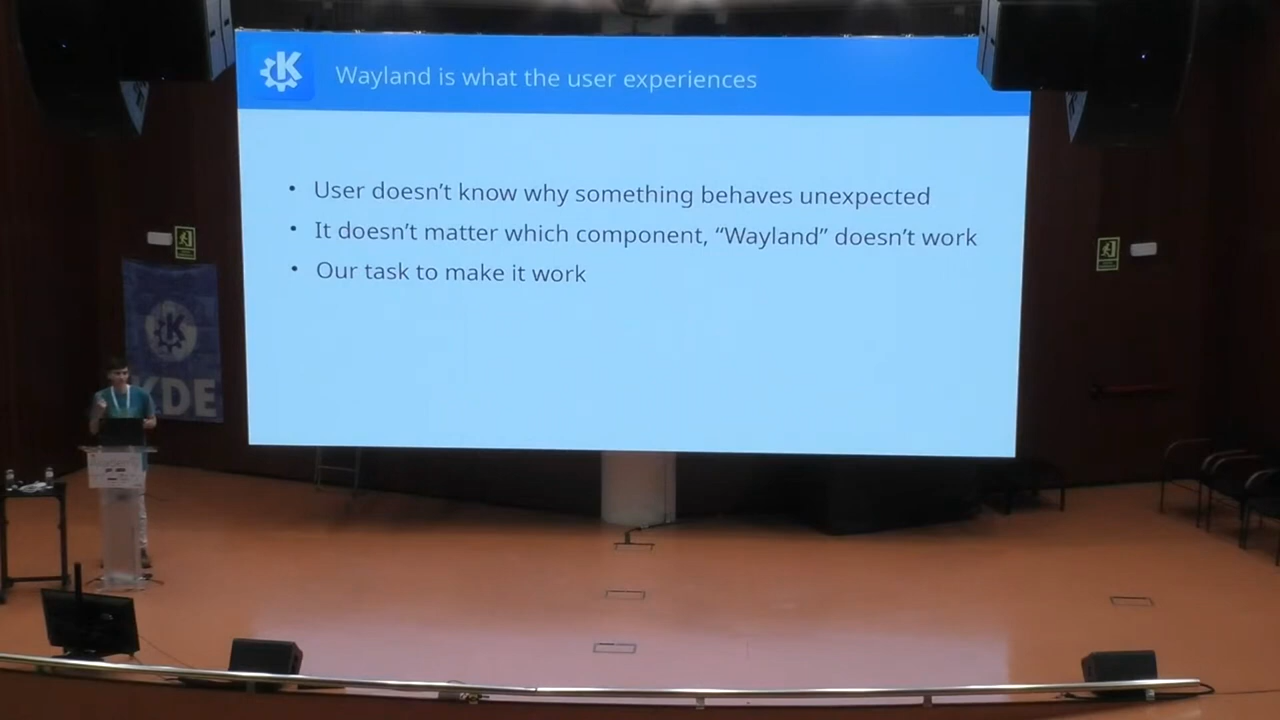 K
Wayland is what the user experiences
• User doesn’t know why something behaves unexpected
• It doesn’t matter which component, “Wayland” doesn’t work
• Our task to make it work
K
KDE